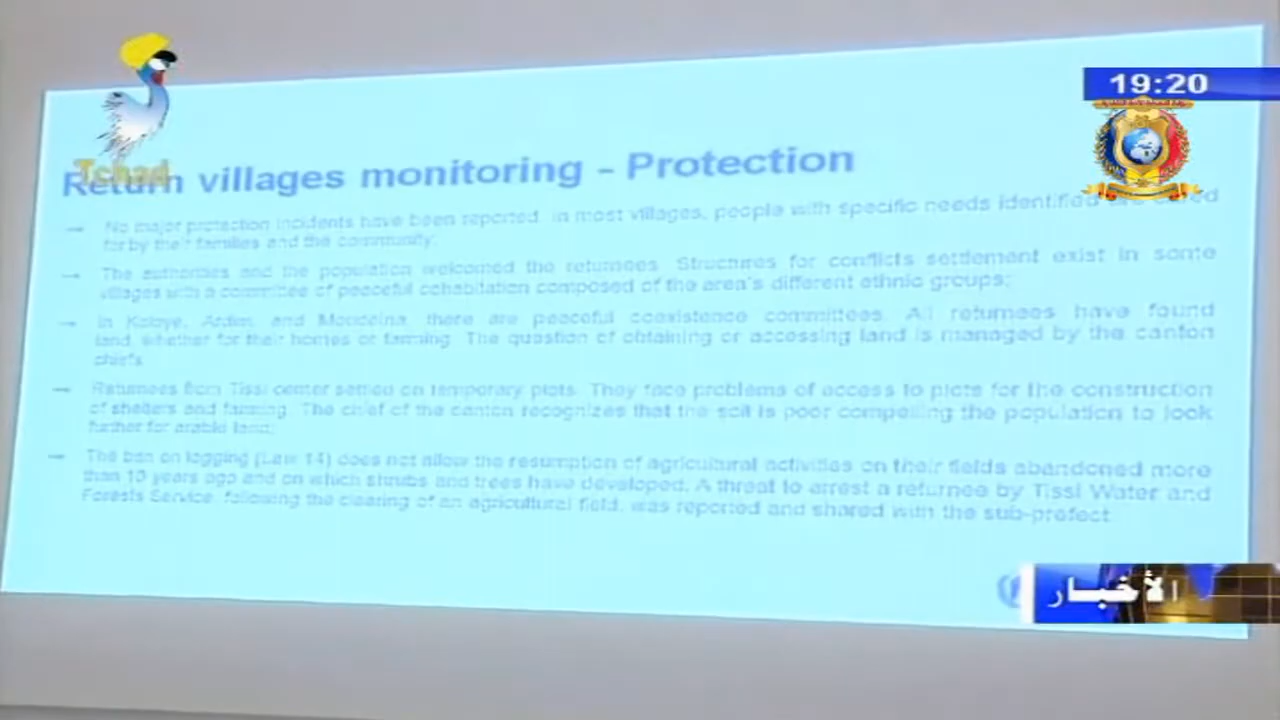 19:20
Tchad
Return villages monitoring - Protection
→ No major protection incidents have been reported. In most villages, people with specific needs identified are cared
for by their families and the community;
→ The authorities and the population welcomed the returnees. Structures for conflicts settlement exist in some
villages with a committee of peaceful cohabitation composed of the area's different ethnic groups;
→ In and there are peaceful coexistence committees. All returnees have found
land, whether for their homes or farming. The question of obtaining or accessing land is managed by the canton
chiefs.
→ Returnees from Tissi center settled on temporary plots. They face problems of access to plots for the construction
of shelters and farming. The chief of the canton recognizes that the soil is poor compelling the population to look
further for arable land;
→ The ban on logging (Law 14) does not allow the resumption of agricultural activities on their fields abandoned more
than 10 years ago and on which shrubs and trees have developed. A threat to arrest a returnee by Tissi Water and
Forests Service, following the clearing of an agricultural field, was reported and shared with the sub-prefect
الأخبار